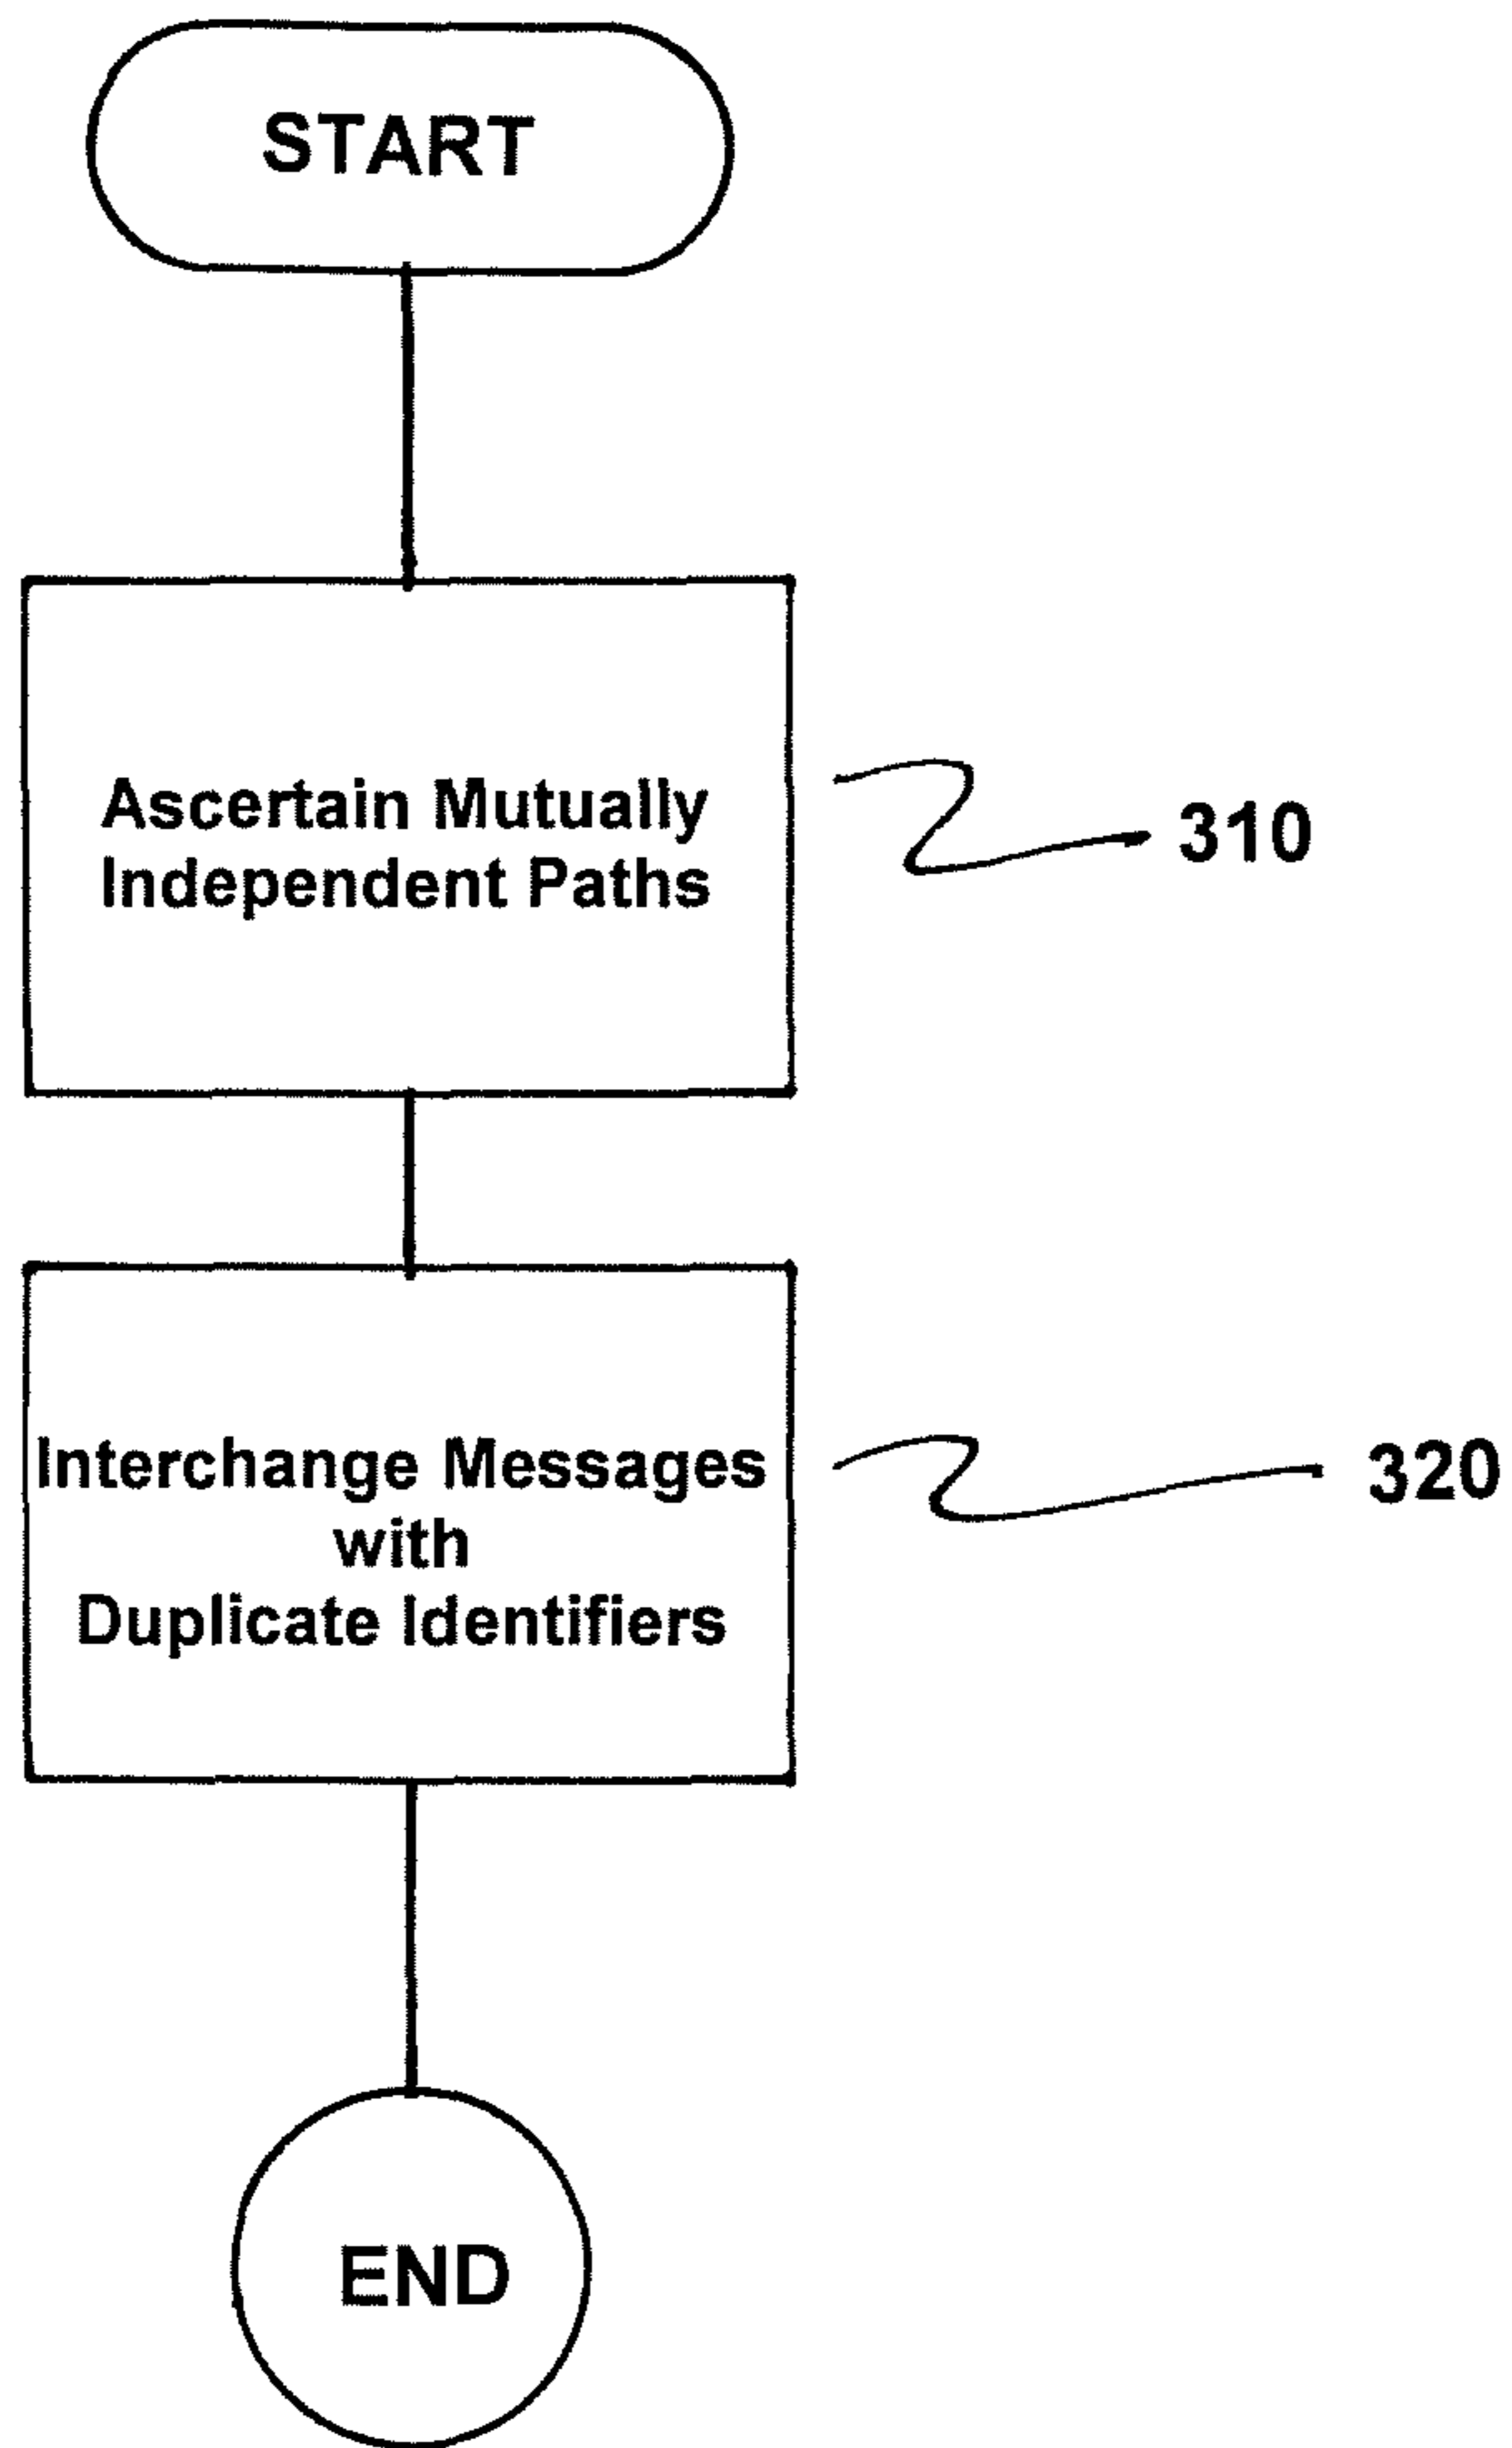 START
Ascertain Mutually
Independent Paths
310
Interchange Messages
with
Duplicate Identifiers
320
END